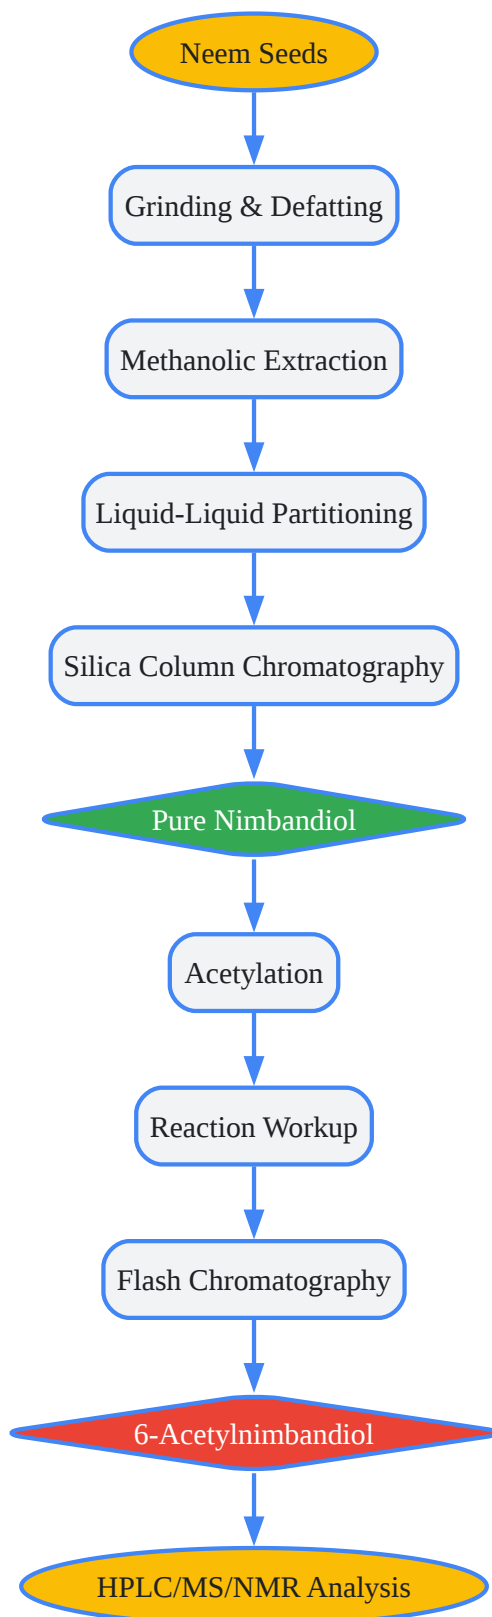 Neem Seeds
Grinding & Defatting
Methanolic Extraction
Liquid-Liquid Partitioning
Silica Column Chromatography
Pure Nimbandiol
Acetylation
Reaction Workup
Flash Chromatography
6-Acetylnimbandiol
HPLC/MS/NMR Analysis